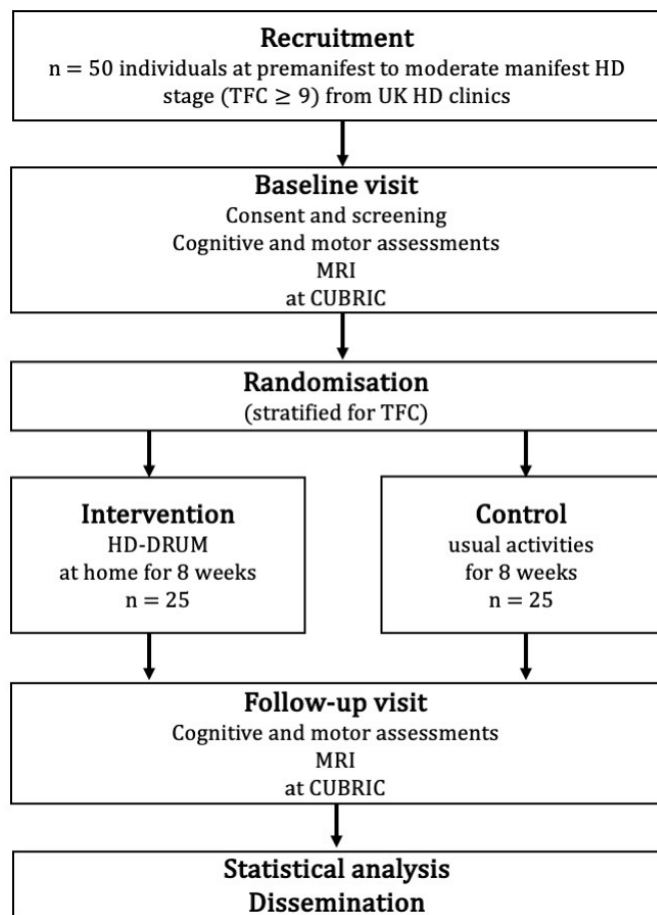 Recruitment
n = 50 individuals at premanifest to moderate manifest HD
stage (TFC ≥ 9) from UK HD clinics
Baseline visit
Consent and screening
Cognitive and motor assessments
MRI
at CUBRIC
Randomisation
(stratified for TFC)
Intervention
HD-DRUM
at home for 8 weeks
n = 25
Control
usual activities
for 8 weeks
n = 25
Follow-up visit
Cognitive and motor assessments
MRI
at CUBRIC
Statistical analysis
Dissemination